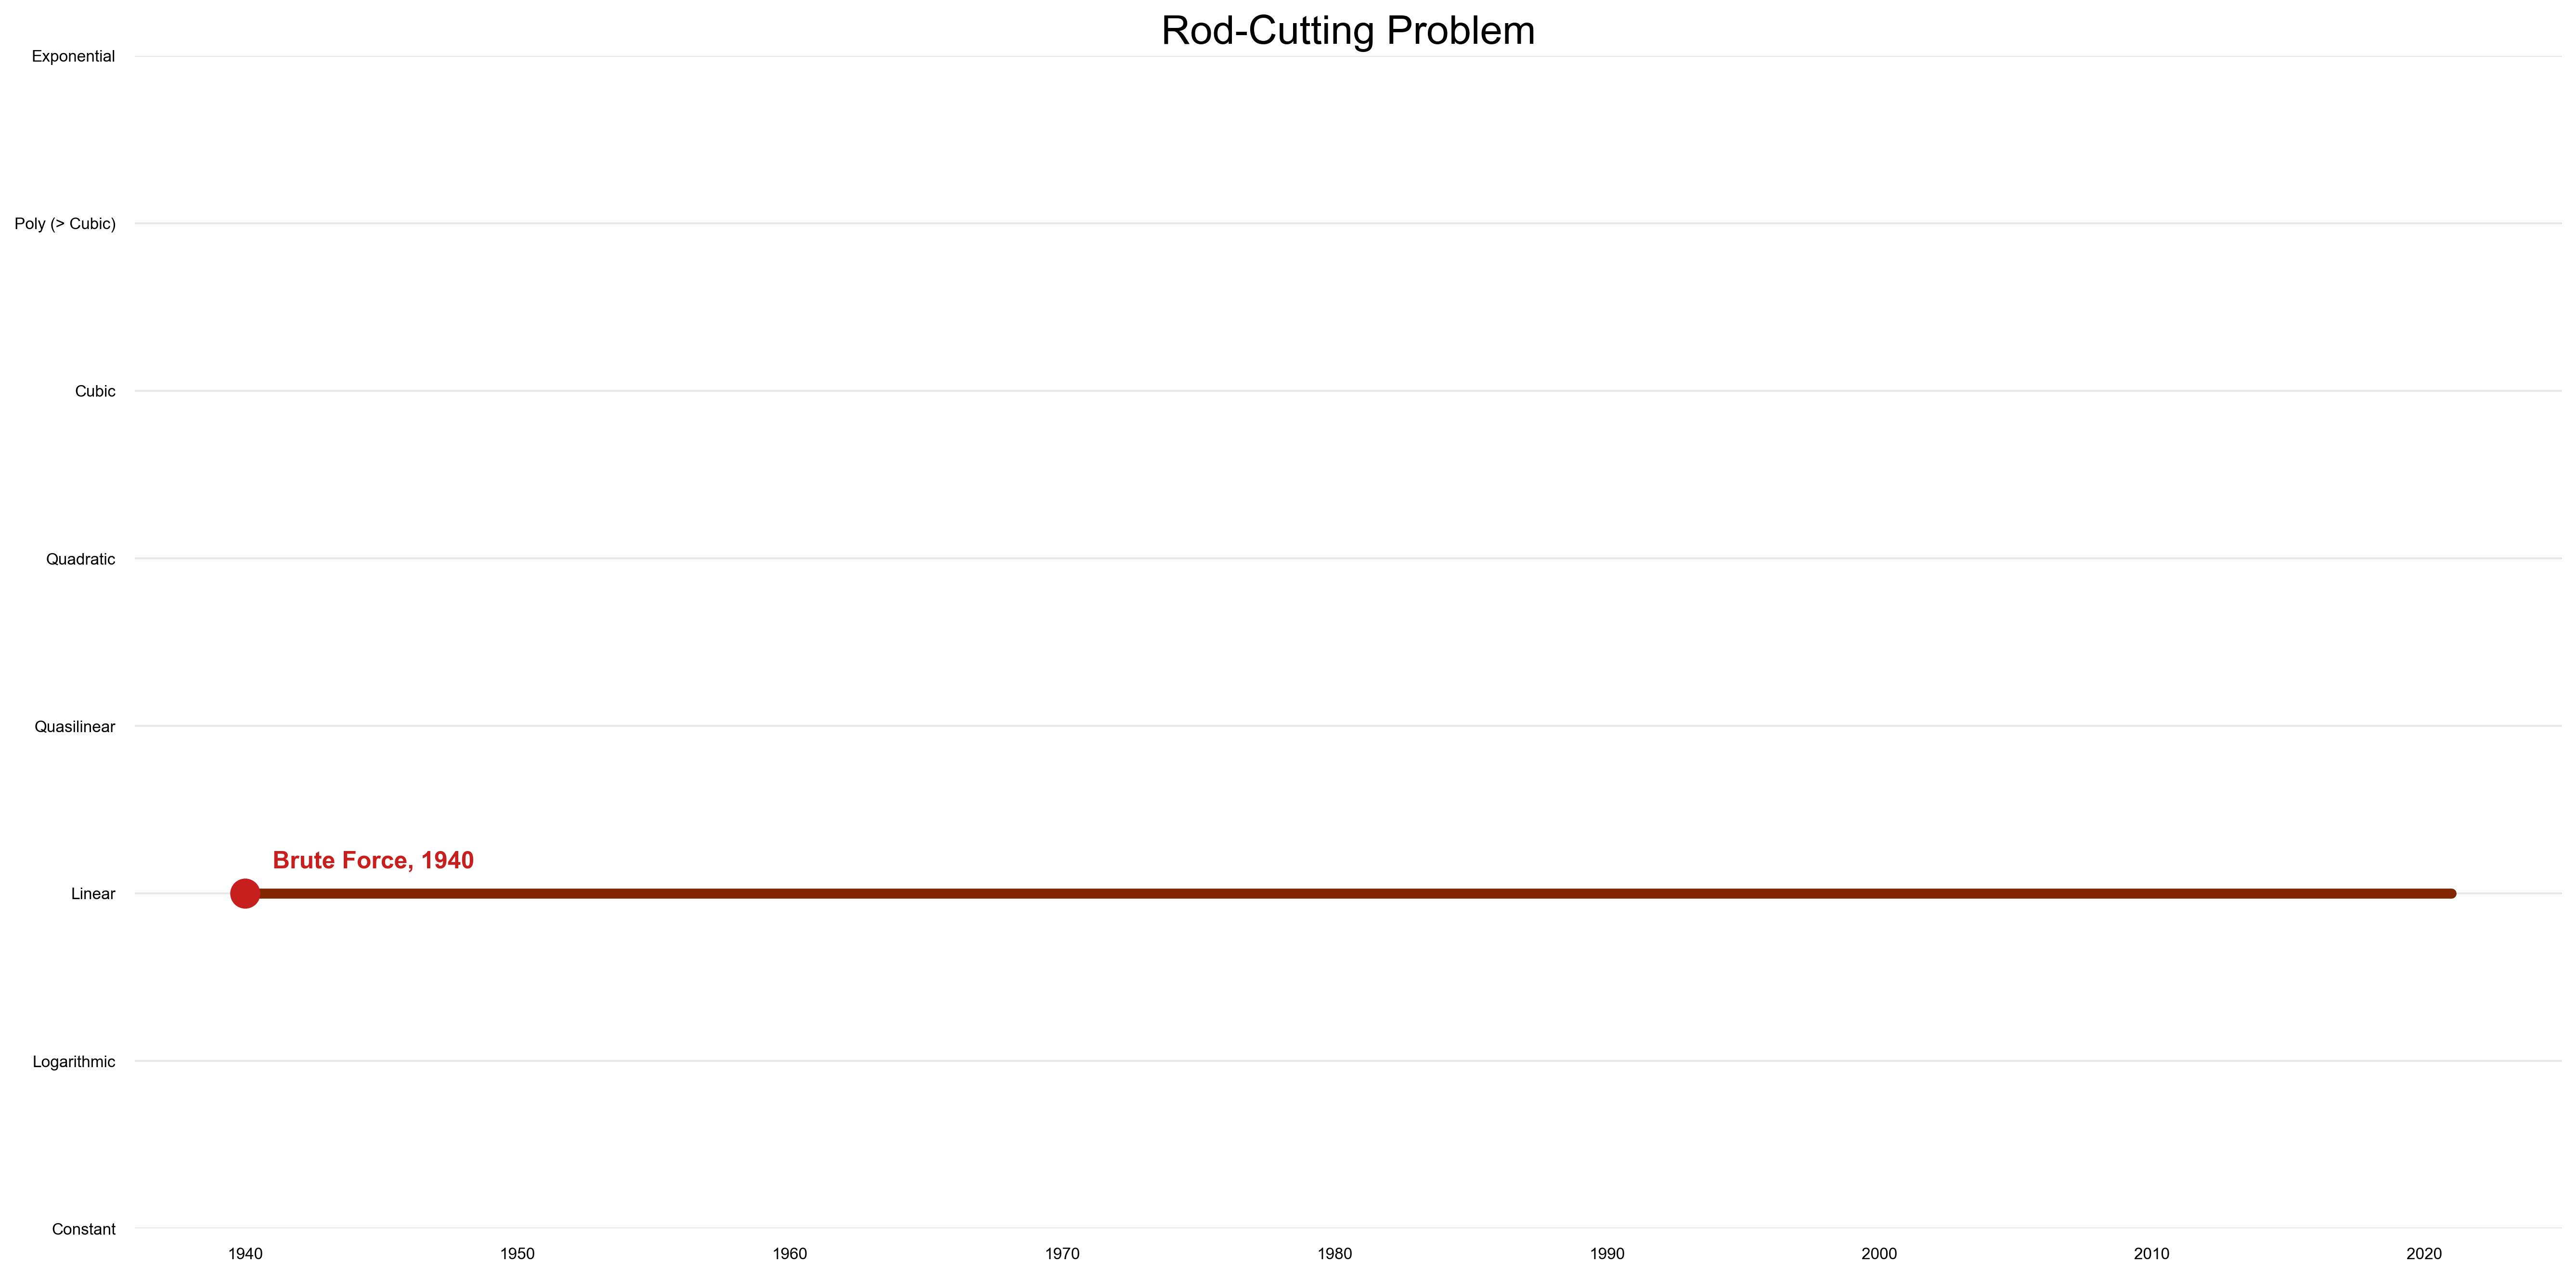 Rod-Cutting Problem
Exponential
Poly (> Cubic)
Cubic
Quadratic
Quasilinear
Brute Force, 1940
Linear
Logarithmic
Constant
1940 1950 1960 1970 1980 1990 2000 2010 2020